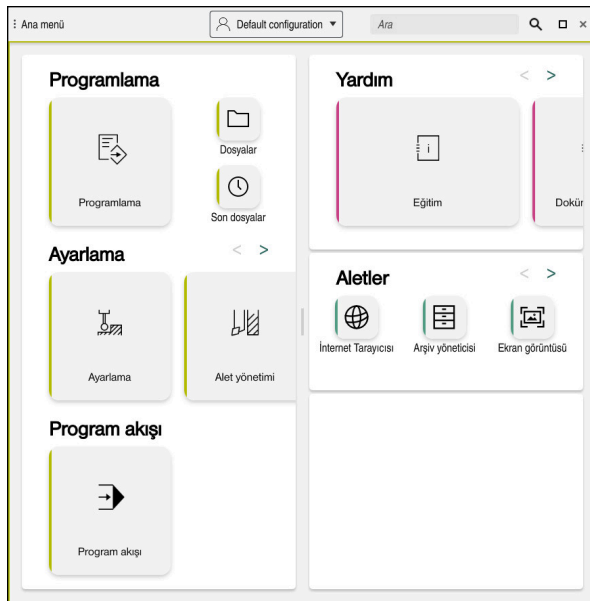 Ana menü
Default configuration
Ara
Programlama
Programlama
Dosyalar
Son dosyalar
Ayarlama
Ayarlama
Alet yönetimi
Program akışı
Program akışı
Yardım
Eğitim
Dokür
Aletler
İnternet Tarayıcısı
Arşiv yöneticisi
Ekran görüntüsü